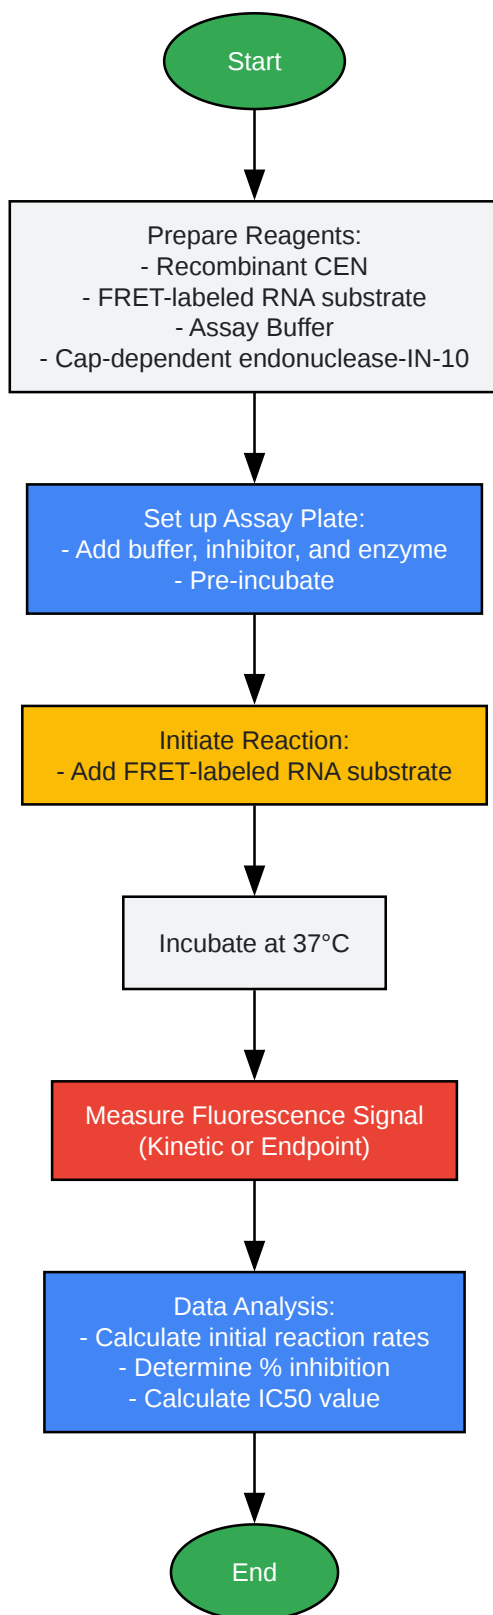 Start
Prepare Reagents:
- Recombinant CEN
- FRET-labeled RNA substrate
- Assay Buffer
- Cap-dependent endonuclease-IN-10
Set up Assay Plate:
- Add buffer, inhibitor, and enzyme
- Pre-incubate
Initiate Reaction:
- Add FRET-labeled RNA substrate
Incubate at 37°C
Measure Fluorescence Signal
(Kinetic or Endpoint)
Data Analysis:
- Calculate initial reaction rates
- Determine % inhibition
- Calculate IC50 value
End